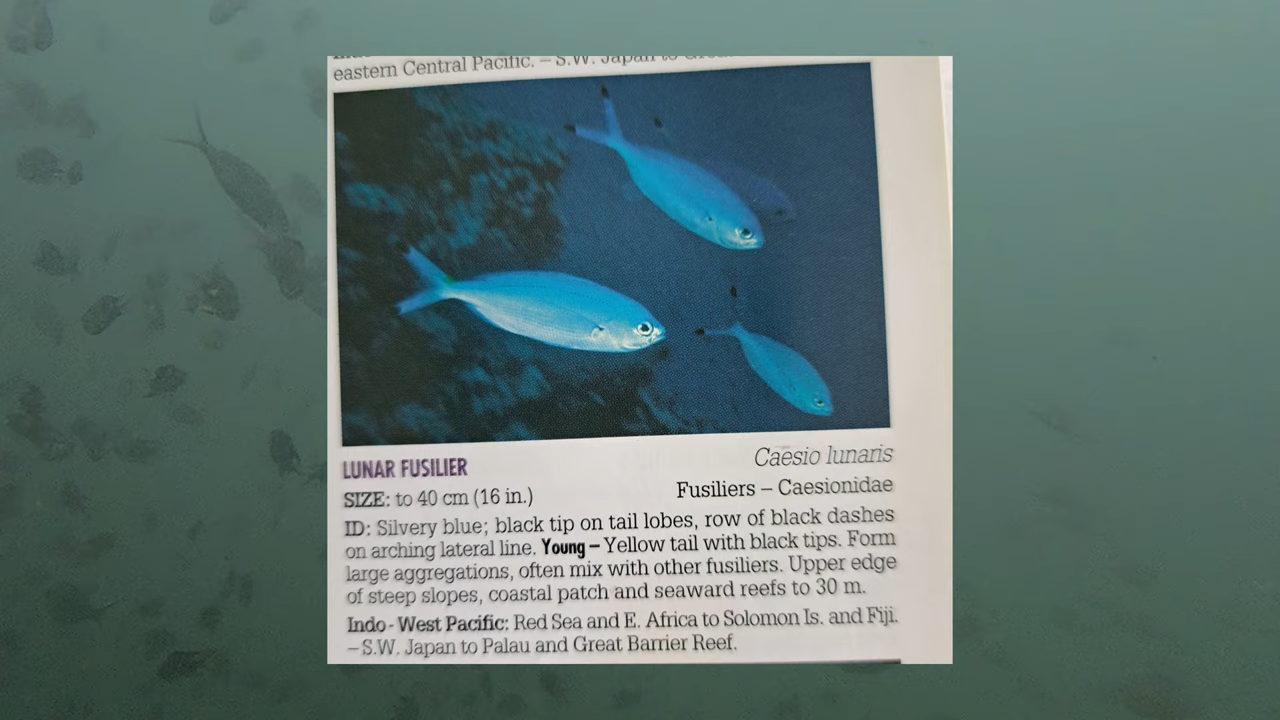 eastern Central Pacific. – S.W. Japan to
LUNAR FUSILIER
Caesio lunaris
SIZE: to 40 cm (16 in.)
Fusiliers – Caesionidae
ID: Silvery blue; black tip on tail lobes, row of black dashes
on arching lateral line. Young – Yellow tail with black tips. Form
large aggregations, often mix with other fusiliers. Upper edge
of steep slopes, coastal patch and seaward reefs to 30 m.
Indo - West Pacific: Red Sea and E. Africa to Solomon Is. and Fiji.
– S.W. Japan to Palau and Great Barrier Reef.